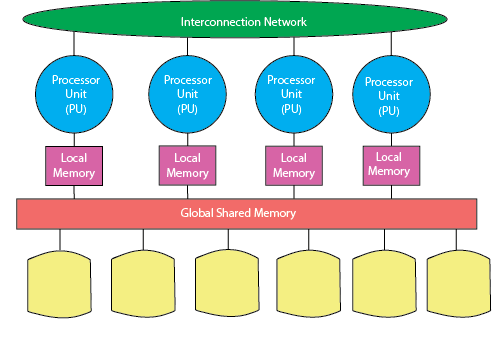 Interconnection Network
Processor
Unit
(PU)
Processor
Unit
(PU)
Processor
Unit
(PU)
Processor
Unit
(PU)
Local
Memory
Local
Memory
Local
Memory
Local
Memory
Global Shared Memory